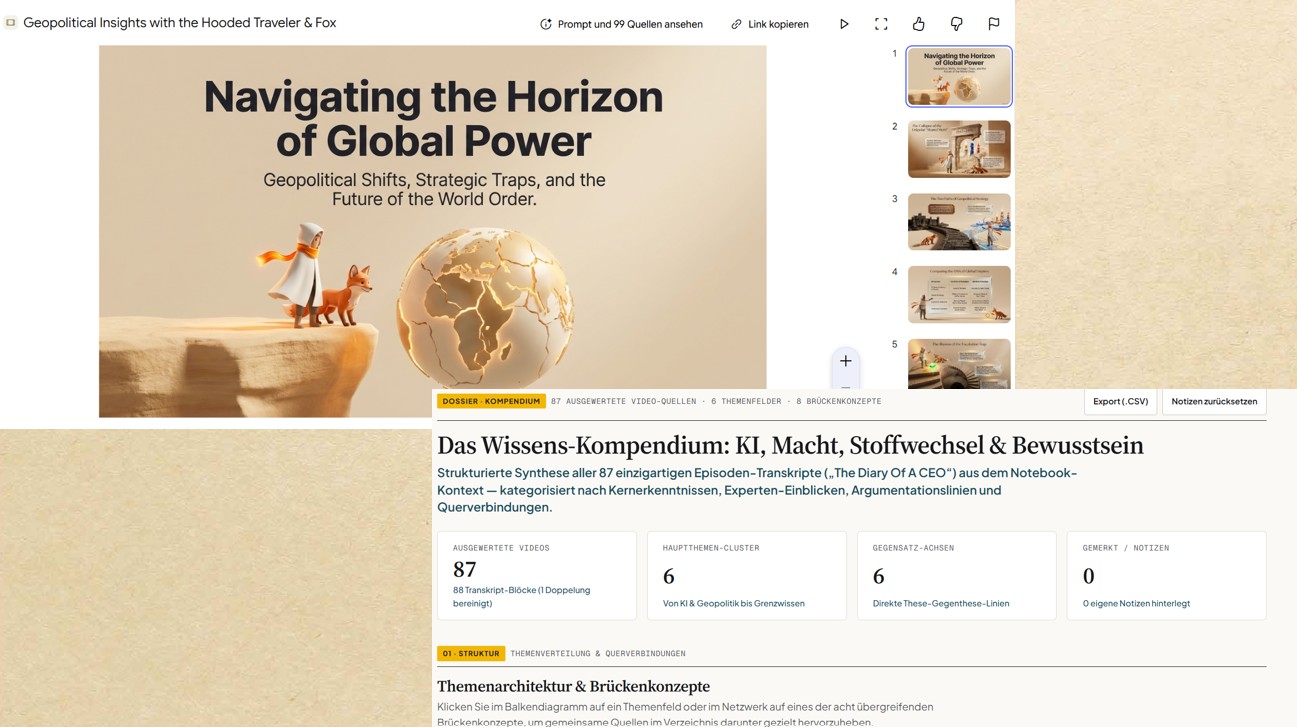 Geopolitical Insights with the Hooded Traveler & Fox
Prompt und 99 Quellen ansehen
Link kopieren
Navigating the Horizon
of Global Power
Geopolitical Shifts, Strategic Traps, and the
Future of the World Order.
1
Navigating the Horizon
of Global Power
2
3
4
5
DOSSIER · KOMPENDIUM
87 AUSGEWERTETE VIDEO-QUELLEN · 6 THEMENFELDER · 8 BRÜCKENKONZEPTE
Export (.CSV)
Notizen zurücksetzen
Das Wissens-Kompendium: KI, Macht, Stoffwechsel & Bewusstsein
Strukturierte Synthese aller 87 einzigartigen Episoden-Transkripte („The Diary Of A CEO“) aus dem Notebook-
Kontext — kategorisiert nach Kernerkenntnissen, Experten-Einblicken, Argumentationslinien und
Querverbindungen.
AUSGEWERTETE VIDEOS
87
88 Transkript-Blöcke (1 Doppelung
bereinigt)
HAUPTTHEMEN-CLUSTER
6
Von KI & Geopolitik bis Grenzwissen
GEGENSATZ-ACHSEN
6
Direkte These-Gegenthese-Linien
GEMERKT / NOTIZEN
0
0 eigene Notizen hinterlegt
01 · STRUKTUR
THEMENVERTEILUNG & QUERVERBINDUNGEN
Themenarchitektur & Brückenkonzepte
Klicken Sie im Balkendiagramm auf ein Themenfeld oder im Netzwerk auf eines der acht übergreifenden
Brückenkonzepte, um gemeinsame Quellen im Verzeichnis darunter gezielt hervorzuheben.